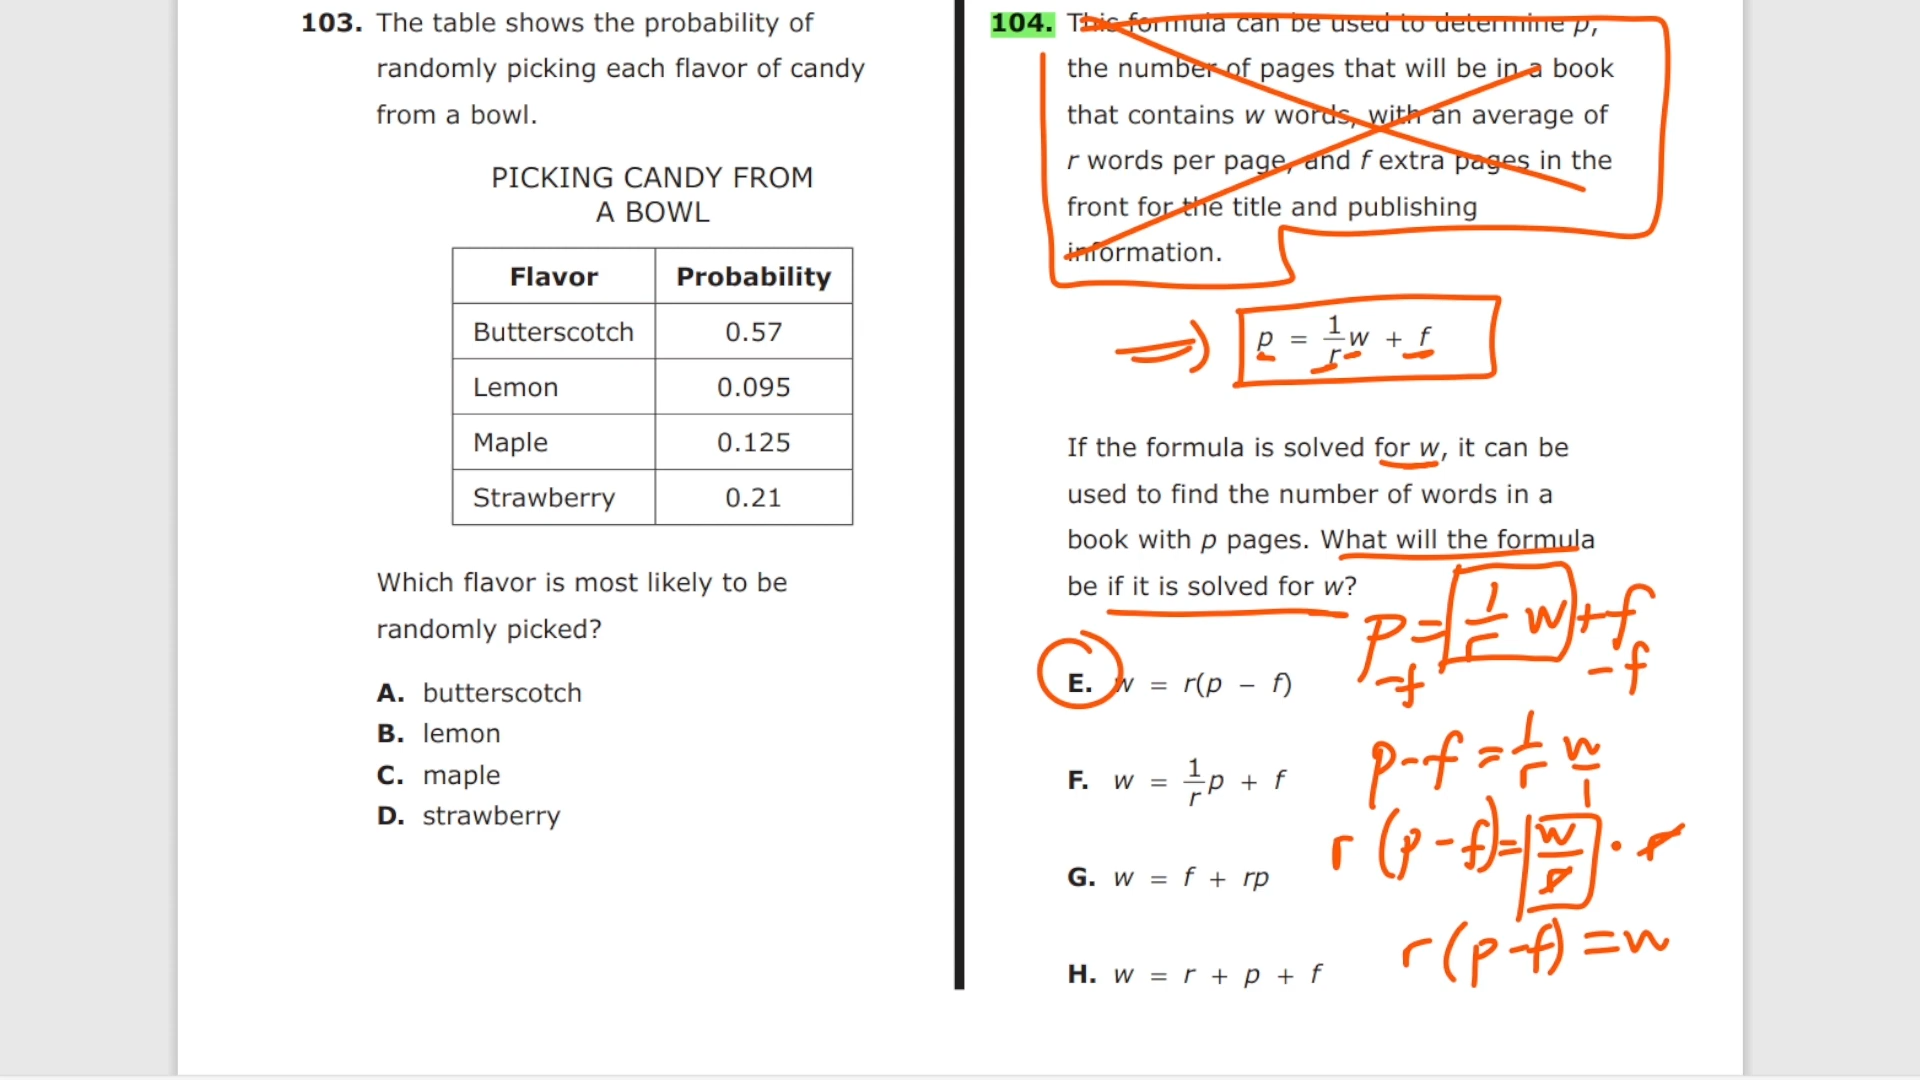 103. The table shows the probability of
randomly picking each flavor of candy
from a bowl.
PICKING CANDY FROM
A BOWL
Flavor Probability
Butterscotch 0.57
Lemon 0.095
Maple 0.125
Strawberry 0.21
Which flavor is most likely to be
randomly picked?
A. butterscotch
B. lemon
C. maple
D. strawberry
104. This formula can be used to determine p,
the number of pages that will be in a book
that contains w words, with an average of
r words per page, and f extra pages in the
front for the title and publishing
information.
p = 1/r w + f
If the formula is solved for w, it can be
used to find the number of words in a
book with p pages. What will the formula
be if it is solved for w?
E. w = r(p − f)
F. w = 1/r p + f
G. w = f + rp
H. w = r + p + f
p = 1/r w + f
-f -f
p-f = 1/r w/1
r (p-f) = w/r · r
r(p-f) = w